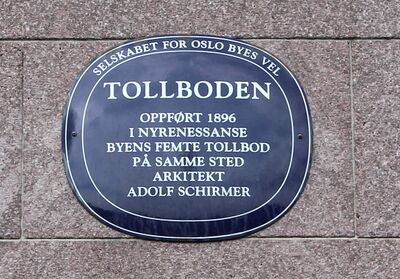 SELSKABET FOR OSLO BYES VEL
TOLLBODEN
OPPFØRT 1896
I NYRENESSANSE
BYENS FEMTE TOLLBOD
PÅ SAMME STED
ARKITEKT
ADOLF SCHIRMER